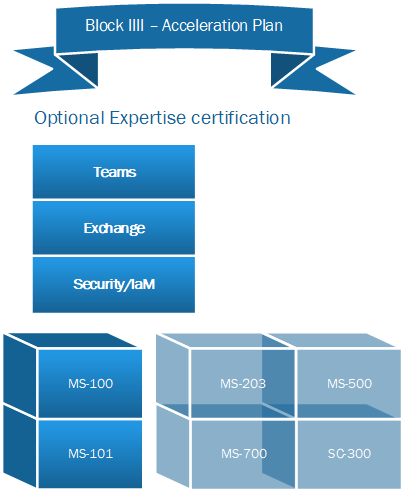 Block IIII – Acceleration Plan
Optional Expertise certification
Teams
Exchange
Security/IaM
MS-100
MS-203
MS-500
MS-101
MS-700
SC-300